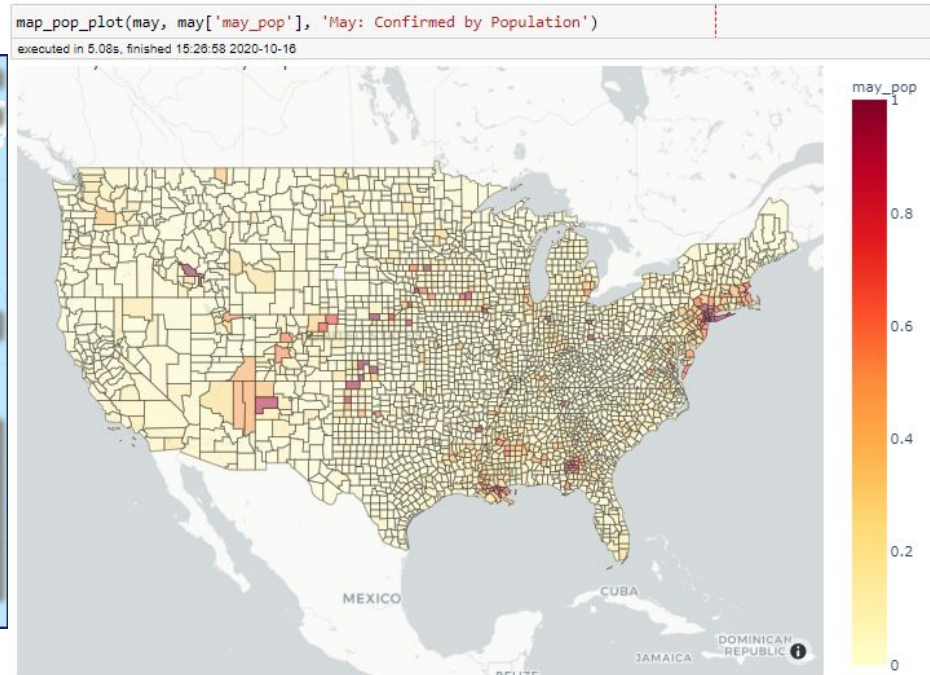 map_pop_plot(may, may['may_pop'], 'May: Confirmed by Population')
executed in 5.08s, finished 15:26:58 2020-10-16
may_pop
1
0.8
0.6
0.4
0.2
0
MEXICO
CUBA
DOMINICAN
REPUBLIC
JAMAICA